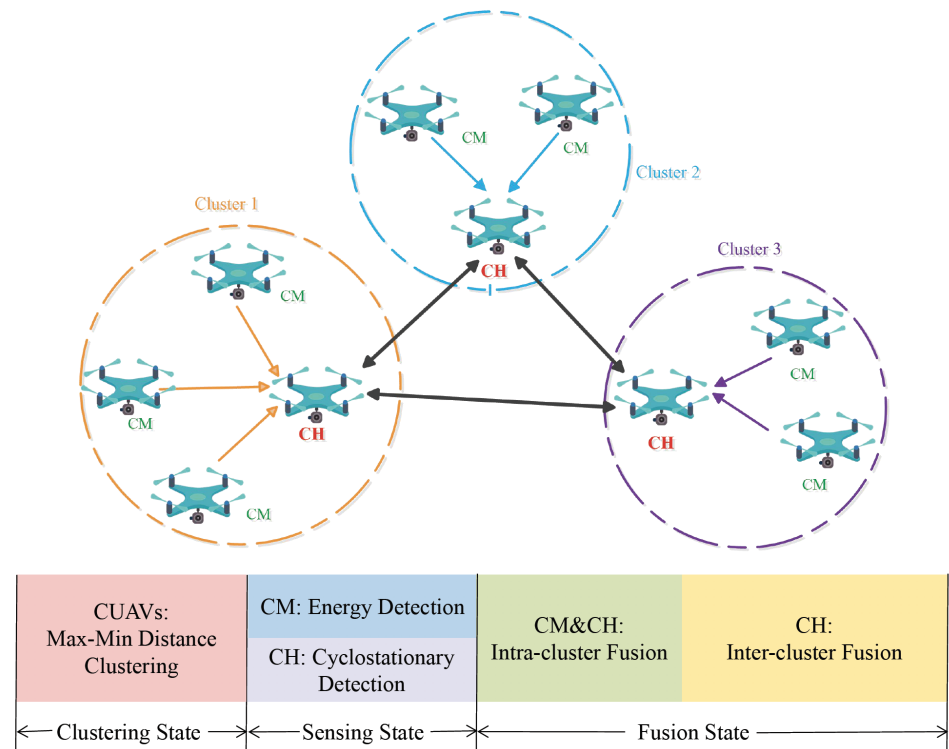 CM
CM
Cluster 2
CH
Cluster 1
CM
CM
CH
CM
Cluster 3
CM
CH
CM
CUAVs:
Max-Min Distance
Clustering
CM: Energy Detection
CH: Cyclostationary
Detection
CM&CH:
Intra-cluster Fusion
CH:
Inter-cluster Fusion
Clustering State
Sensing State
Fusion State